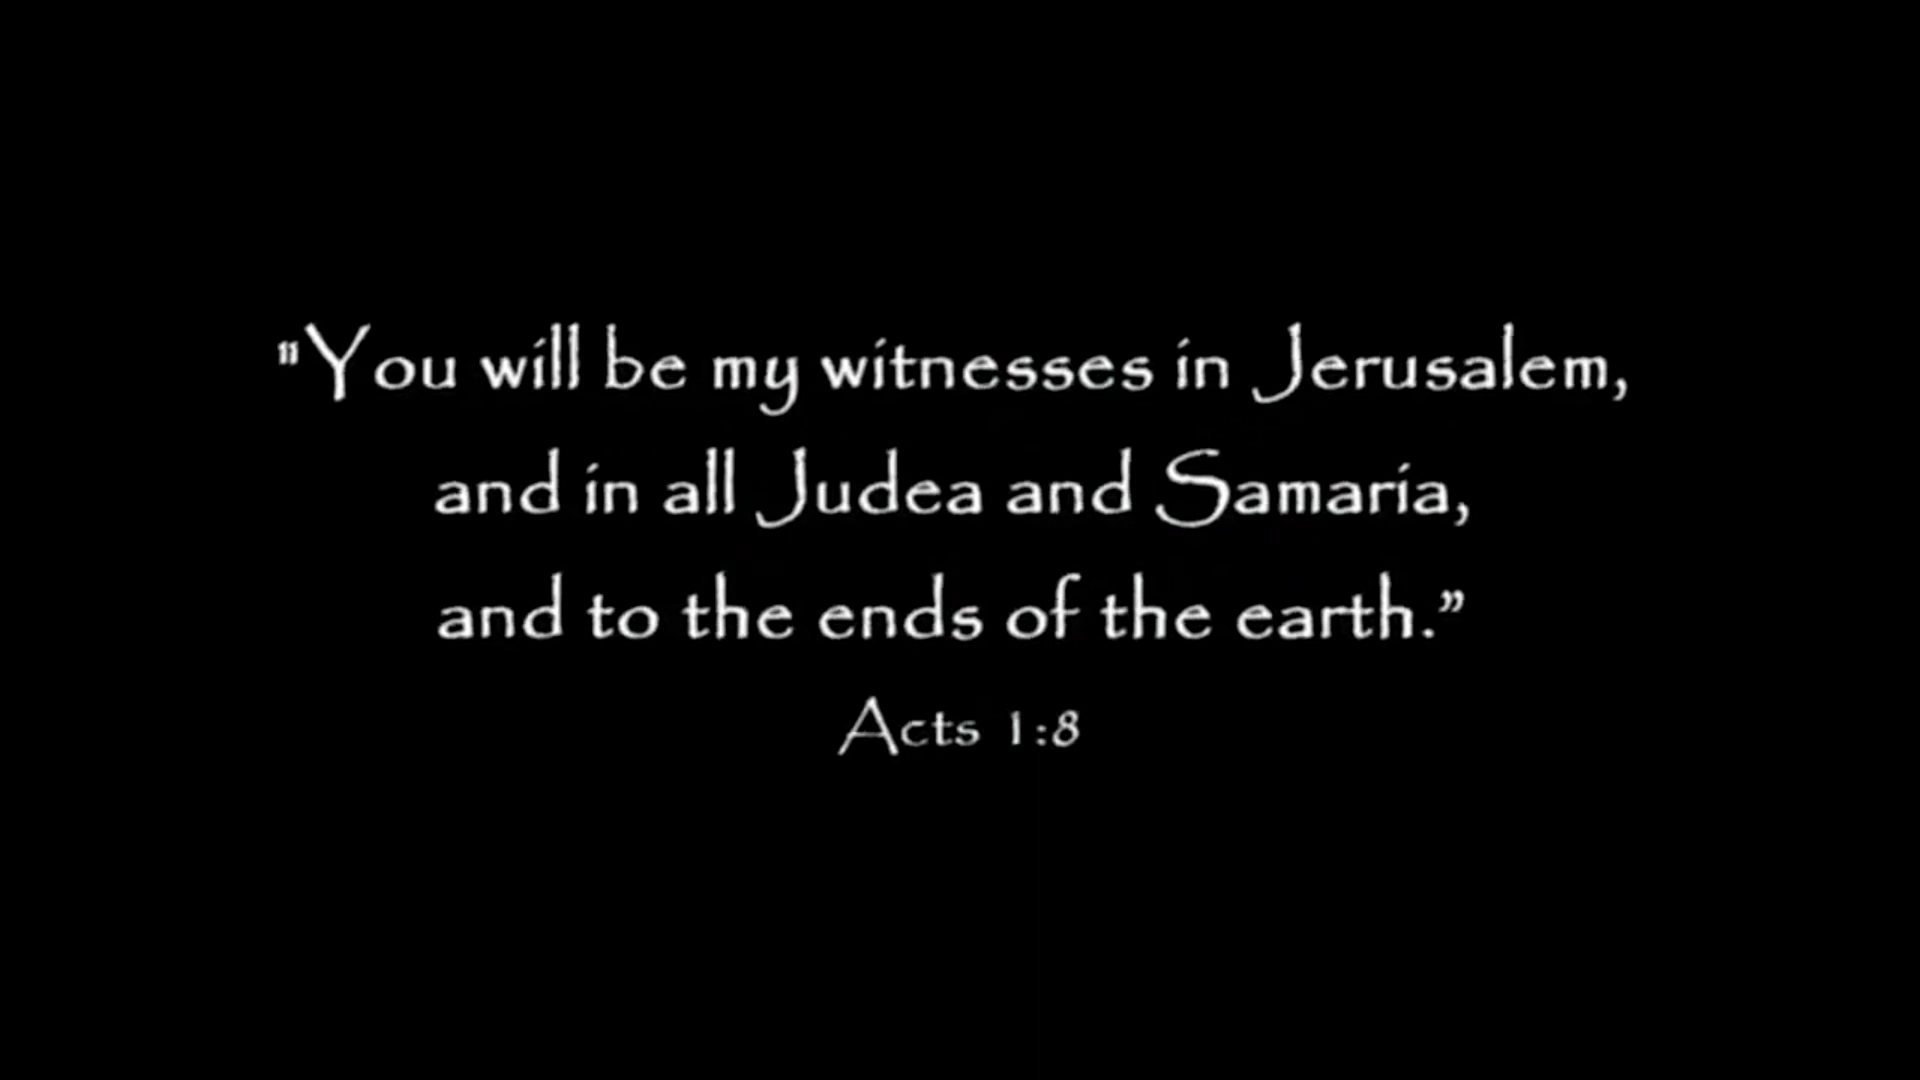 "You will be my witnesses in Jerusalem,
and in all Judea and Samaria,
and to the ends of the earth.”
Acts 1:8